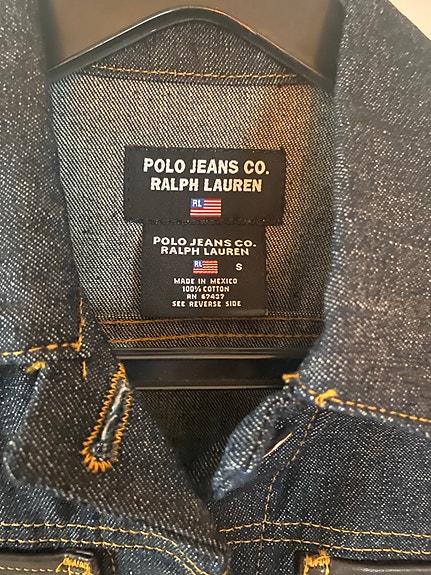 POLO JEANS CO.
RALPH LAUREN
RL
POLO JEANS CO.
RALPH LAUREN
RL S
MADE IN MEXICO
100% COTTON
RN 67427
SEE REVERSE SIDE